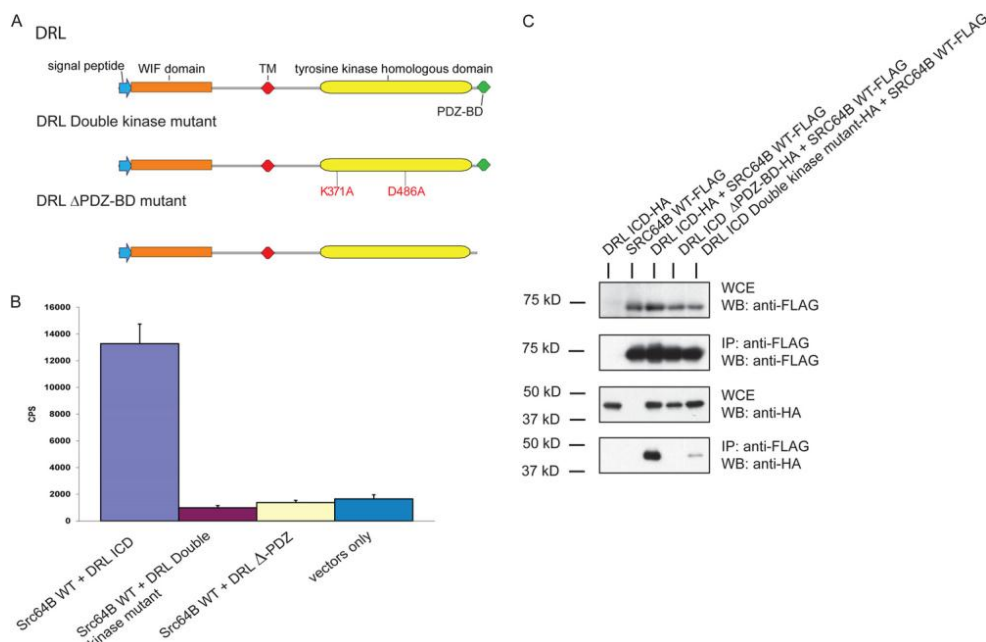 A
DRL
signal peptide
WIF domain
TM
tyrosine kinase homologous domain
PDZ-BD
DRL Double kinase mutant
K371A
D486A
DRL ΔPDZ-BD mutant
B
16000
14000
12000
10000
8000
6000
4000
2000
0
CPS
Src64B WT + DRL ICD
Src64B WT + DRL Double
kinase mutant
Src64B WT + DRL Δ-PDZ
vectors only
C
DRL ICD-HA
SRC64B WT-FLAG
DRL ICD-HA + SRC64B WT-FLAG
DRL ICD ΔPDZ-BD-HA + SRC64B WT-FLAG
DRL ICD Double kinase mutant-HA + SRC64B WT-FLAG
75 kD
WCE
WB: anti-FLAG
75 kD
IP: anti-FLAG
WB: anti-FLAG
50 kD
37 kD
WCE
WB: anti-HA
50 kD
37 kD
IP: anti-FLAG
WB: anti-HA